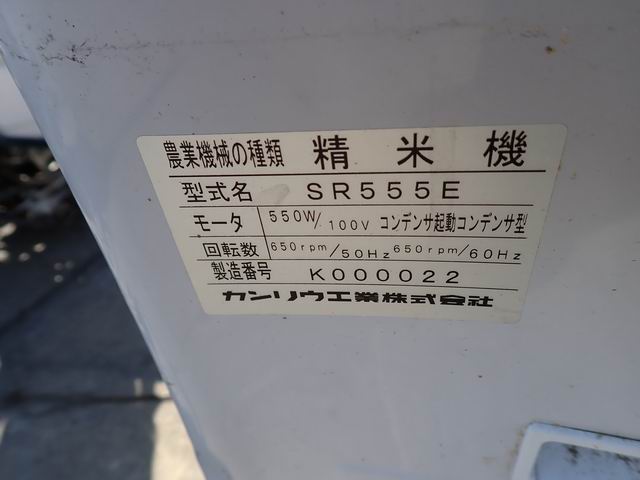 農業機械の種類 精米機
型式名 SR555E
モータ 550W/100V コンデンサ起動コンデンサ型
回転数 650rpm/50Hz 650rpm/60Hz
製造番号 K000022
カンリウ工業株式会社